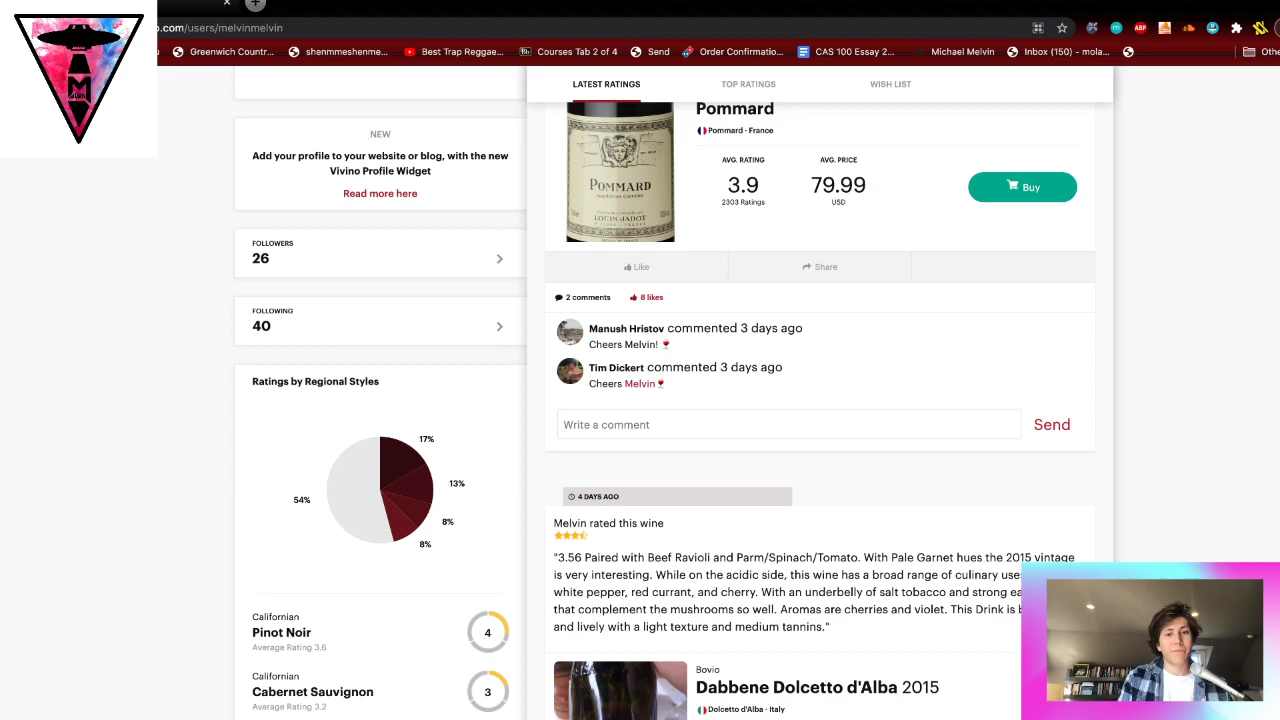 o.com/users/melvinmelvin
Greenwich Countr...
shenmmeshenme...
Best Trap Reggae...
Courses Tab 2 of 4
Send
Order Confirmatio...
CAS 100 Essay 2...
Michael Melvin
Inbox (150) - mola...
Othe
ABP
M
NEW
Add your profile to your website or blog, with the new
Vivino Profile Widget
Read more here
FOLLOWERS
26
FOLLOWING
40
Ratings by Regional Styles
17%
13%
8%
8%
54%
Californian
Pinot Noir
Average Rating 3.6
4
Californian
Cabernet Sauvignon
Average Rating 3.2
3
LATEST RATINGS
TOP RATINGS
WISH LIST
Pommard
Pommard · France
POMMARD
LOUIS JADOT
AVG. RATING
3.9
2303 Ratings
AVG. PRICE
79.99
USD
Buy
Like
Share
2 comments
8 likes
Manush Hristov commented 3 days ago
Cheers Melvin! 🍷
Tim Dickert commented 3 days ago
Cheers Melvin🍷
Write a comment
Send
4 DAYS AGO
Melvin rated this wine
"3.56 Paired with Beef Ravioli and Parm/Spinach/Tomato. With Pale Garnet hues the 2015 vintage
is very interesting. While on the acidic side, this wine has a broad range of culinary use
white pepper, red currant, and cherry. With an underbelly of salt tobacco and strong ea
that complement the mushrooms so well. Aromas are cherries and violet. This Drink is b
and lively with a light texture and medium tannins."
Bovio
Dabbene Dolcetto d'Alba 2015
Dolcetto d'Alba · Italy